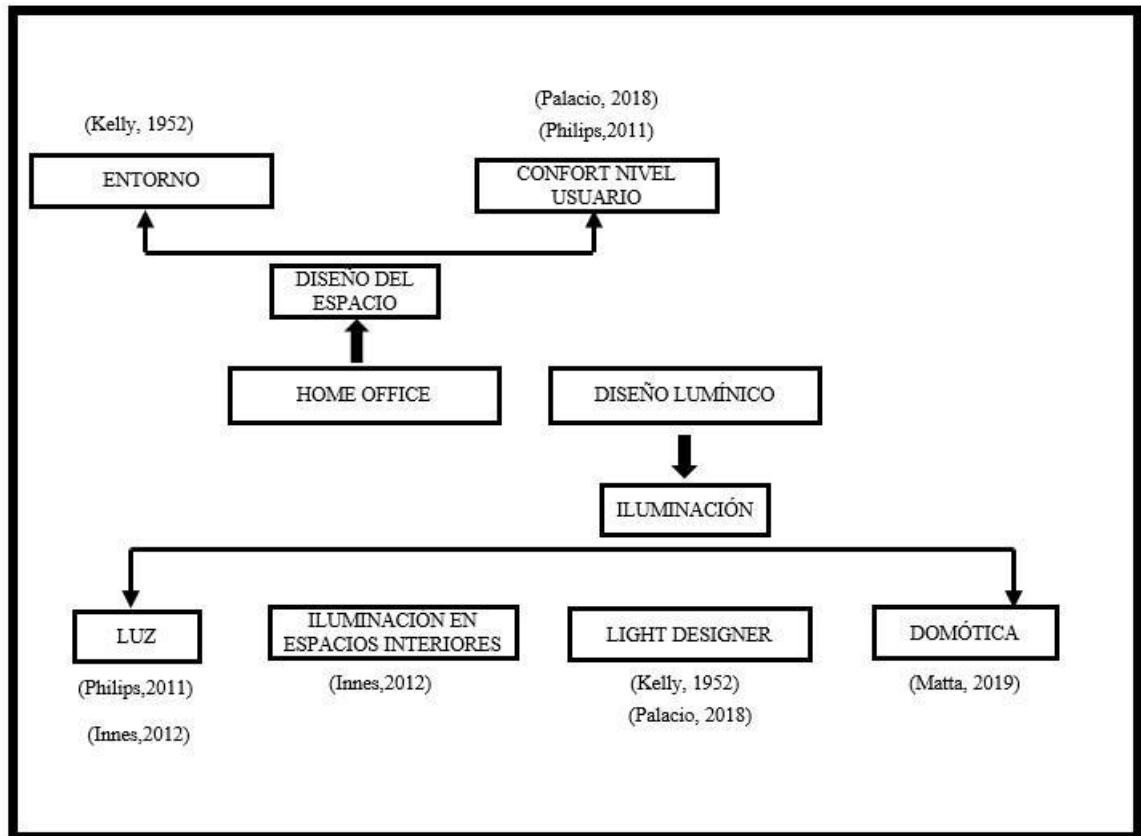 (Palacio, 2018)
(Kelly, 1952)
(Philips,2011)
ENTORNO
CONFORT NIVEL
USUARIO
DISEÑO DEL
ESPACIO
HOME OFFICE
DISEÑO LUMÍNICO
ILUMINACIÓN
LUZ
ILUMINACIÓN EN
ESPACIOS INTERIORES
LIGHT DESIGNER
DOMÓTICA
(Philips,2011)
(Innes,2012)
(Innes,2012)
(Kelly, 1952)
(Palacio, 2018)
(Matta, 2019)